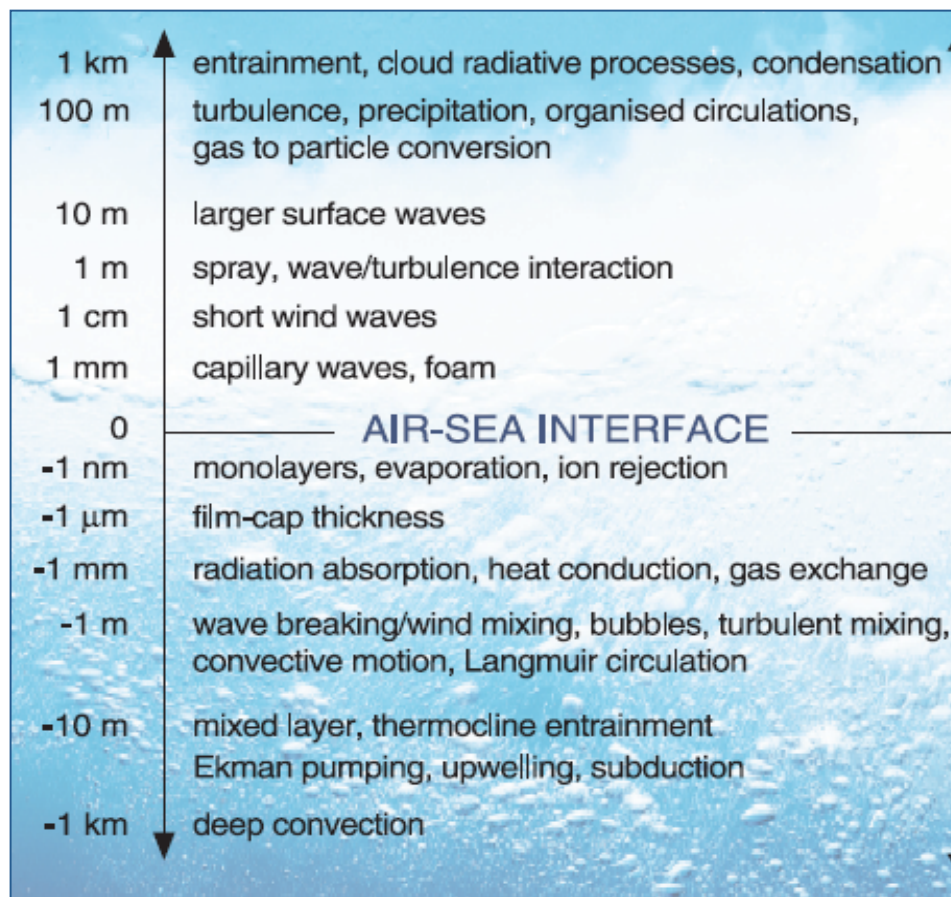 1 km entrainment, cloud radiative processes, condensation
100 m turbulence, precipitation, organised circulations,
gas to particle conversion
10 m larger surface waves
1 m spray, wave/turbulence interaction
1 cm short wind waves
1 mm capillary waves, foam
0 AIR-SEA INTERFACE
-1 nm monolayers, evaporation, ion rejection
-1 μm film-cap thickness
-1 mm radiation absorption, heat conduction, gas exchange
-1 m wave breaking/wind mixing, bubbles, turbulent mixing,
convective motion, Langmuir circulation
-10 m mixed layer, thermocline entrainment
Ekman pumping, upwelling, subduction
-1 km deep convection